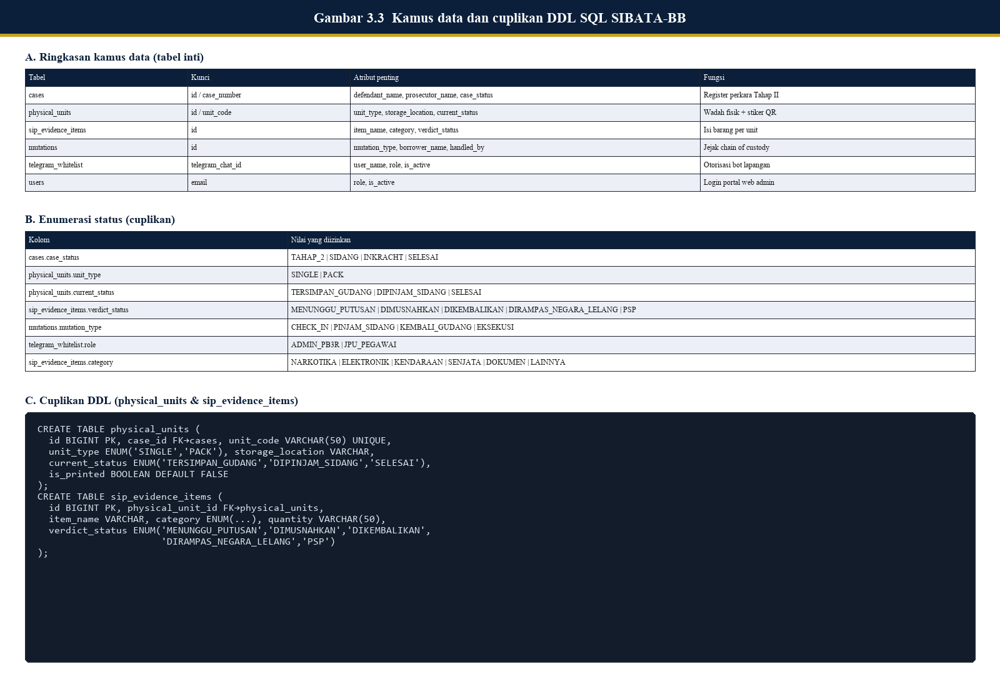 Gambar 3.3  Kamus data dan cuplikan DDL SQL SIBATA-BB
A. Ringkasan kamus data (tabel inti)
Tabel Kunci Atribut penting Fungsi
cases id / case_number defendant_name, prosecutor_name, case_status Register perkara Tahap II
physical_units id / unit_code unit_type, storage_location, current_status Wadah fisik + stiker QR
sip_evidence_items id item_name, category, verdict_status Isi barang per unit
mutations id mutation_type, borrower_name, handled_by Jejak chain of custody
telegram_whitelist telegram_chat_id user_name, role, is_active Otorisasi bot lapangan
users email role, is_active Login portal web admin
B. Enumerasi status (cuplikan)
Kolom Nilai yang diizinkan
cases.case_status TAHAP_2 | SIDANG | INKRACHT | SELESAI
physical_units.unit_type SINGLE | PACK
physical_units.current_status TERSIMPAN_GUDANG | DIPINJAM_SIDANG | SELESAI
sip_evidence_items.verdict_status MENUNGGU_PUTUSAN | DIMUSNAHKAN | DIKEMBALIKAN | DIRAMPAS_NEGARA_LELANG | PSP
mutations.mutation_type CHECK_IN | PINJAM_SIDANG | KEMBALI_GUDANG | EKSEKUSI
telegram_whitelist.role ADMIN_PB3R | JPU_PEGAWAI
sip_evidence_items.category NARKOTIKA | ELEKTRONIK | KENDARAAN | SENJATA | DOKUMEN | LAINNYA
C. Cuplikan DDL (physical_units & sip_evidence_items)
CREATE TABLE physical_units (
  id BIGINT PK, case_id FK→cases, unit_code VARCHAR(50) UNIQUE,
  unit_type ENUM('SINGLE','PACK'), storage_location VARCHAR,
  current_status ENUM('TERSIMPAN_GUDANG','DIPINJAM_SIDANG','SELESAI'),
  is_printed BOOLEAN DEFAULT FALSE
);
CREATE TABLE sip_evidence_items (
  id BIGINT PK, physical_unit_id FK→physical_units,
  item_name VARCHAR, category ENUM(...), quantity VARCHAR(50),
  verdict_status ENUM('MENUNGGU_PUTUSAN','DIMUSNAHKAN','DIKEMBALIKAN',
                      'DIRAMPAS_NEGARA_LELANG','PSP')
);